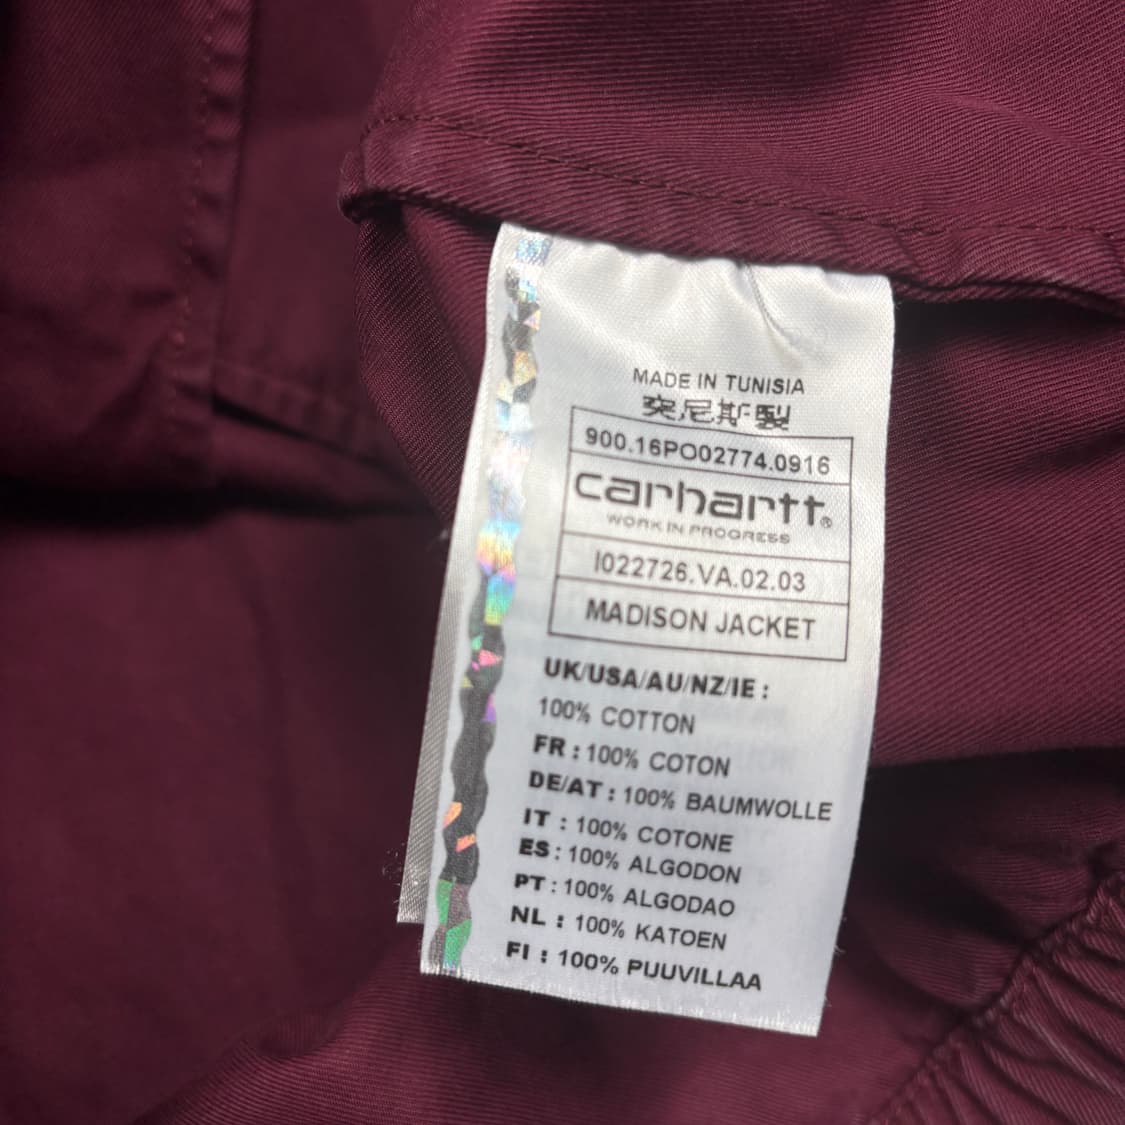 MADE IN TUNISIA
突尼斯製
900.16PO02774.0916
carhartt®
WORK IN PROGRESS
I022726.VA.02.03
MADISON JACKET
UK/USA/AU/NZ/IE :
100% COTTON
FR : 100% COTON
DE/AT : 100% BAUMWOLLE
IT : 100% COTONE
ES : 100% ALGODON
PT : 100% ALGODAO
NL : 100% KATOEN
FI : 100% PUUVILLAA